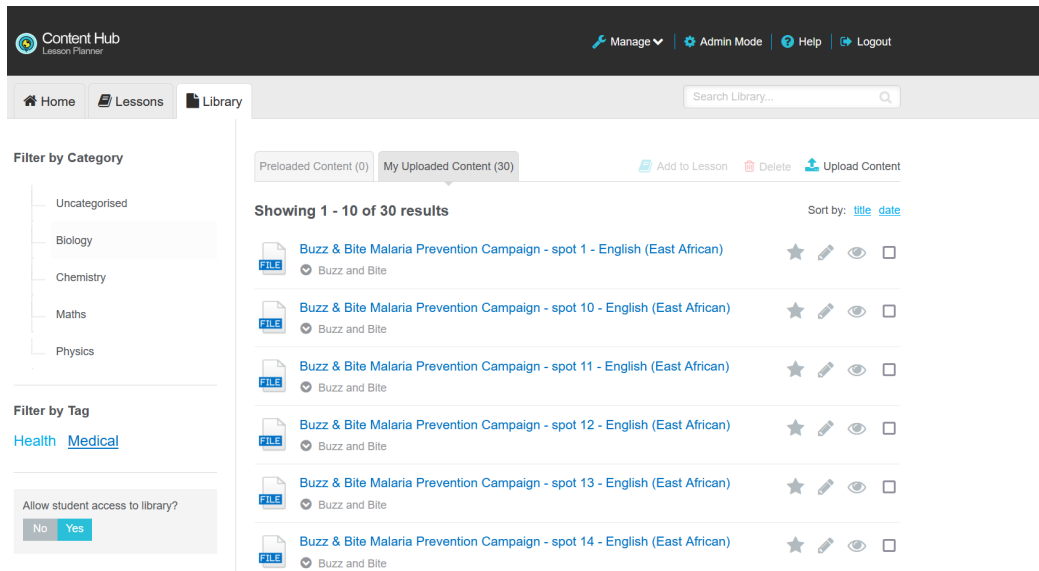 Content Hub
Lesson Planner
Manage
Admin Mode
Help
Logout
Home
Lessons
Library
Search Library...
Filter by Category
Uncategorised
Biology
Chemistry
Maths
Physics
Filter by Tag
Health Medical
Allow student access to library?
No Yes
Preloaded Content (0)
My Uploaded Content (30)
Add to Lesson
Delete
Upload Content
Showing 1 - 10 of 30 results
Sort by: title date
FILE
Buzz & Bite Malaria Prevention Campaign - spot 1 - English (East African)
Buzz and Bite
FILE
Buzz & Bite Malaria Prevention Campaign - spot 10 - English (East African)
Buzz and Bite
FILE
Buzz & Bite Malaria Prevention Campaign - spot 11 - English (East African)
Buzz and Bite
FILE
Buzz & Bite Malaria Prevention Campaign - spot 12 - English (East African)
Buzz and Bite
FILE
Buzz & Bite Malaria Prevention Campaign - spot 13 - English (East African)
Buzz and Bite
FILE
Buzz & Bite Malaria Prevention Campaign - spot 14 - English (East African)
Buzz and Bite